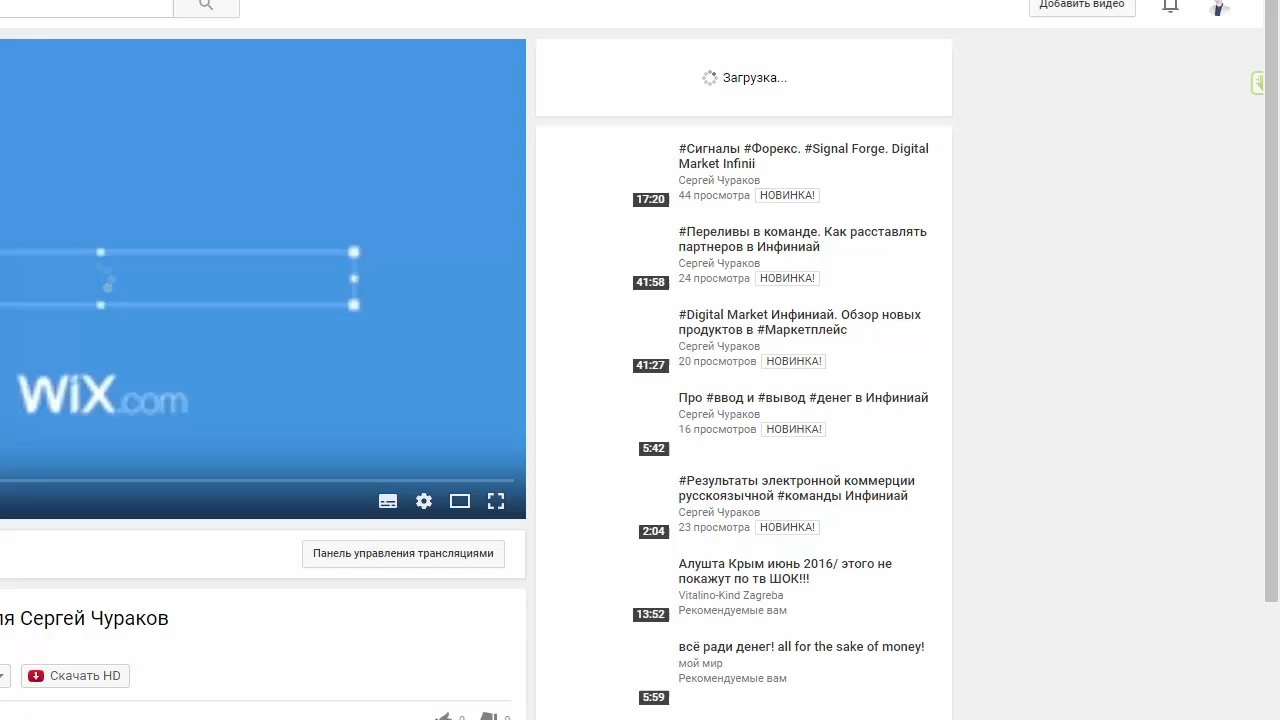 Добавить видео
Загрузка...
#Сигналы #Форекс. #Signal Forge. Digital
Market Infinii
Сергей Чураков
17:20
44 просмотра НОВИНКА!
#Переливы в команде. Как расставлять
партнеров в Инфиниай
Сергей Чураков
41:58
24 просмотра НОВИНКА!
#Digital Market Инфиниай. Обзор новых
продуктов в #Маркетплейс
Сергей Чураков
41:27
20 просмотров НОВИНКА!
Про #ввод и #вывод #денег в Инфиниай
Сергей Чураков
16 просмотров НОВИНКА!
5:42
#Результаты электронной коммерции
русскоязычной #команды Инфиниай
Сергей Чураков
2:04
23 просмотра НОВИНКА!
Алушта Крым июнь 2016/ этого не
покажут по тв ШОК!!!
Vitalino-Kind Zagreba
13:52
Рекомендуемые вам
всё ради денег! all for the sake of money!
мой мир
Рекомендуемые вам
5:59
WiX.com
Панель управления трансляциями
ля Сергей Чураков
Скачать HD
0 0